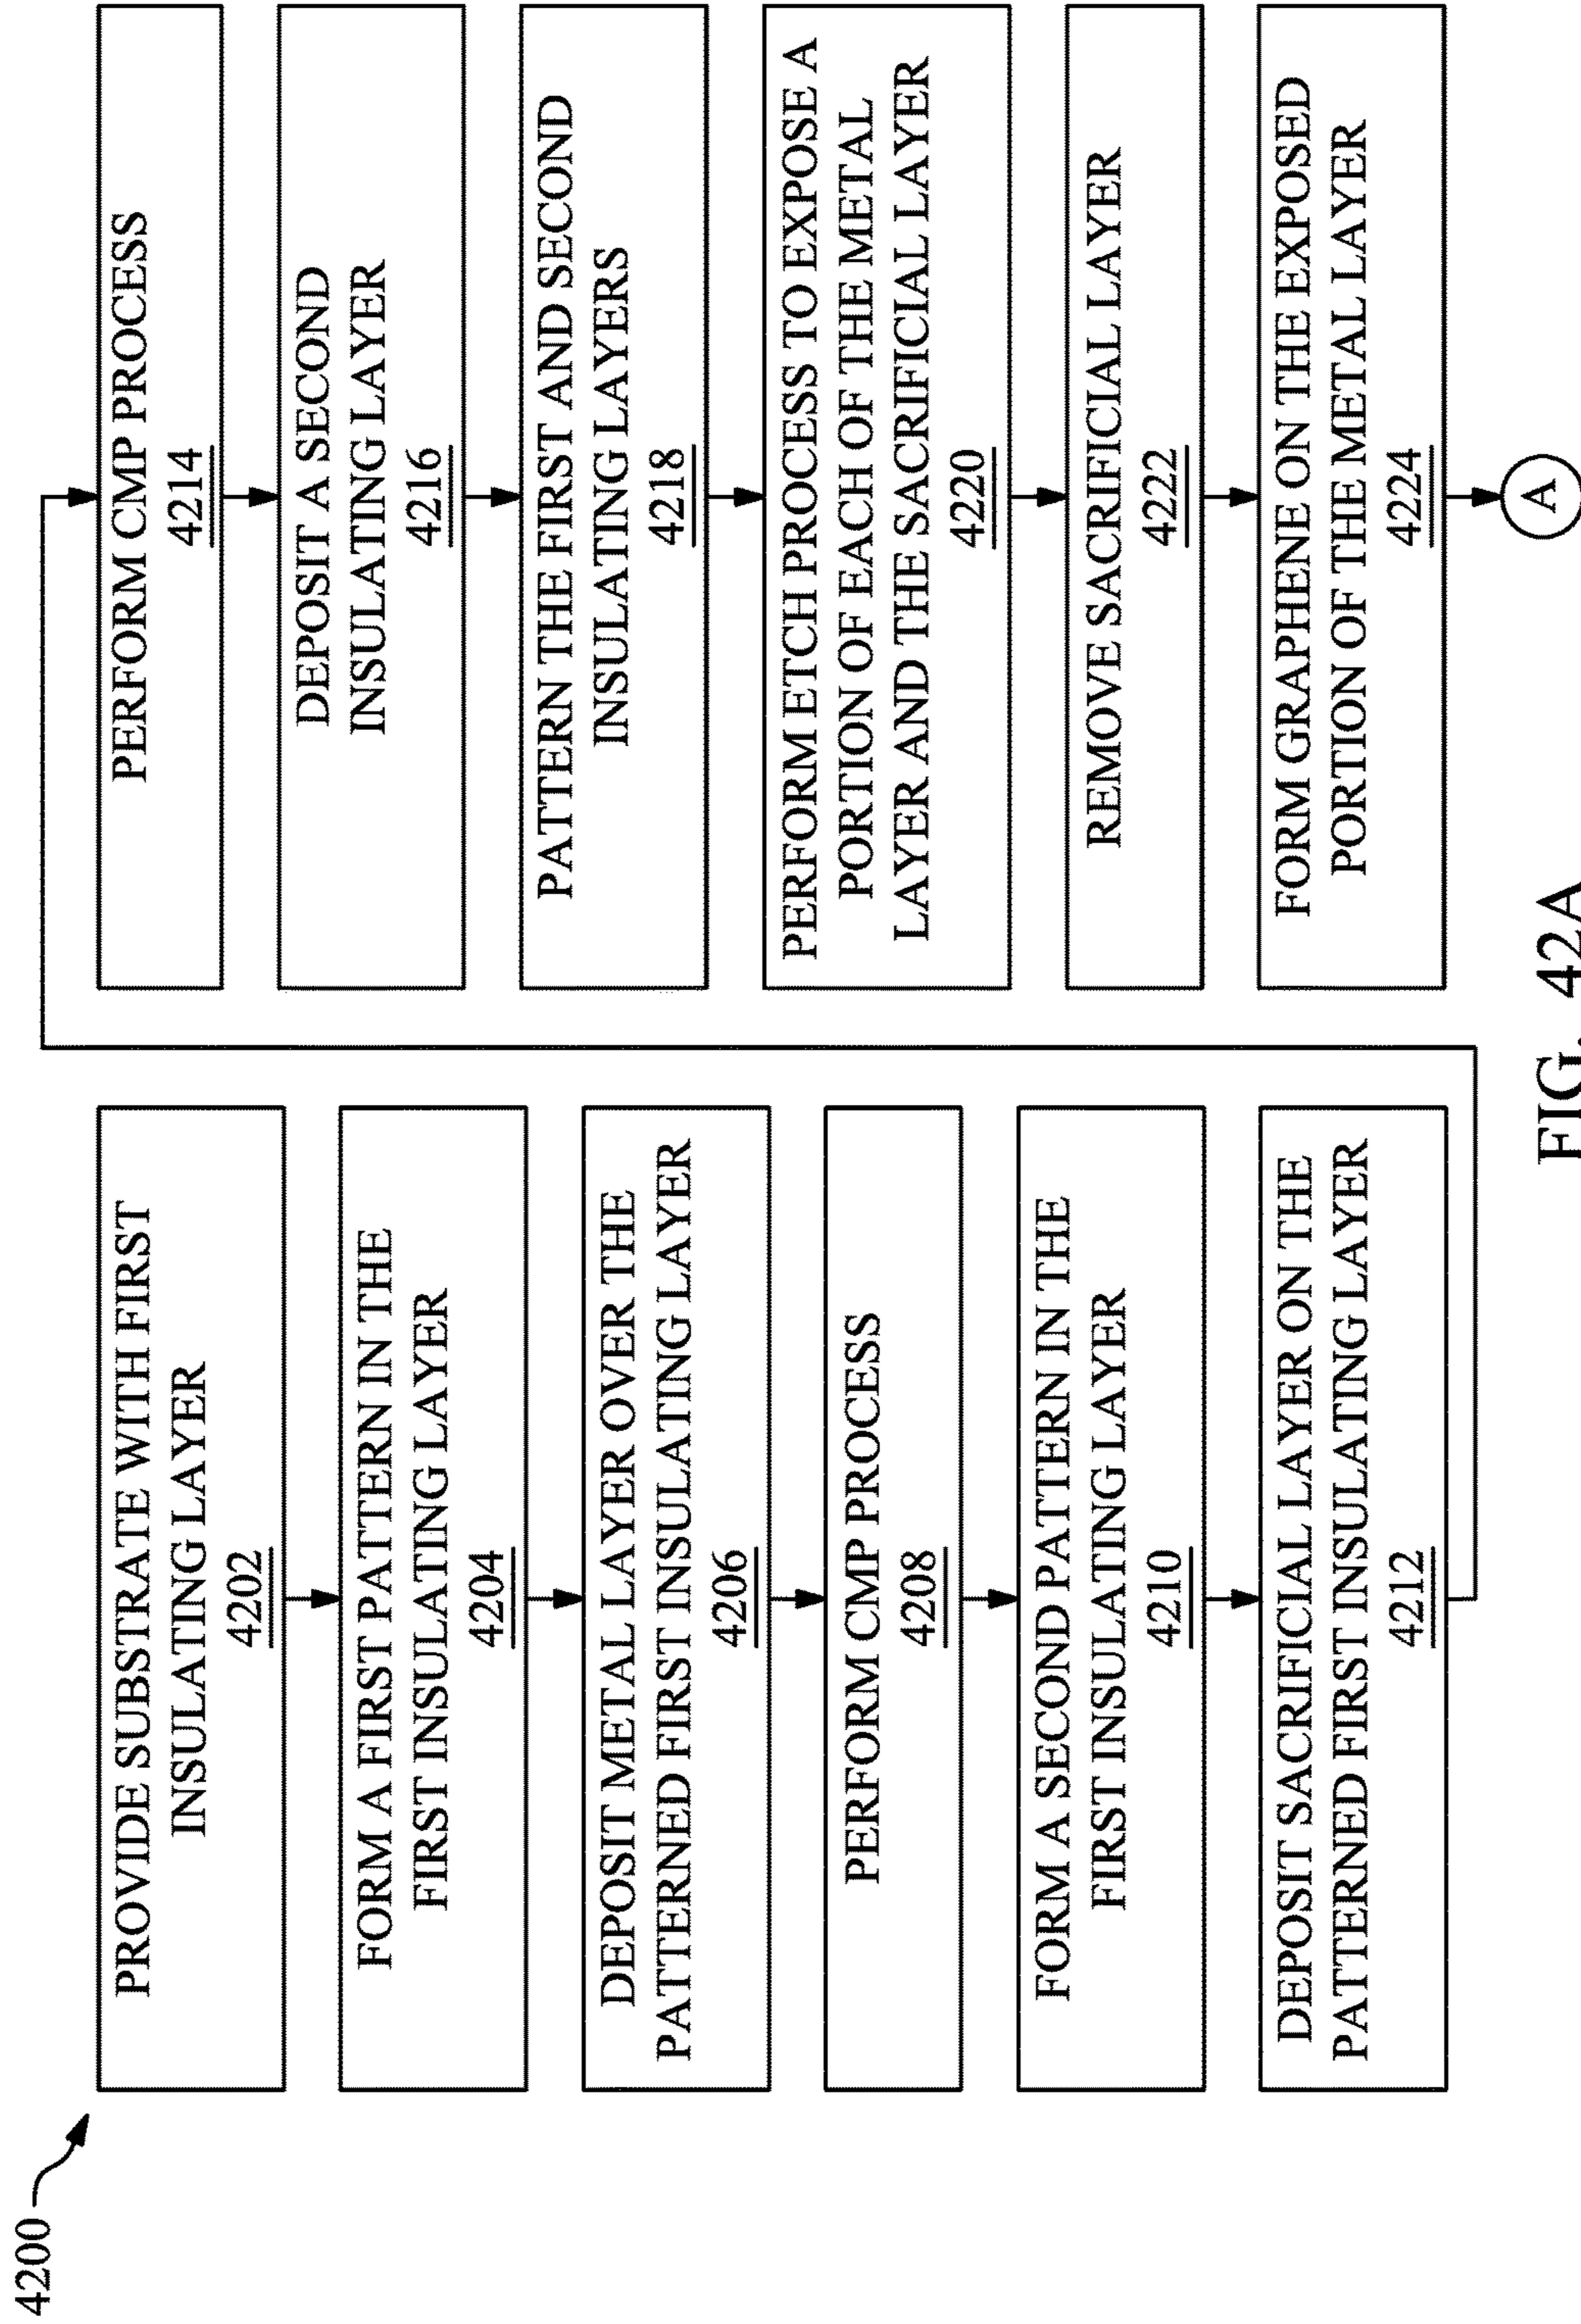 4200
PROVIDE SUBSTRATE WITH FIRST
INSULATING LAYER
4202
FORM A FIRST PATTERN IN THE
FIRST INSULATING LAYER
4204
DEPOSIT METAL LAYER OVER THE
PATTERNED FIRST INSULATING LAYER
4206
PERFORM CMP PROCESS
4208
FORM A SECOND PATTERN IN THE
FIRST INSULATING LAYER
4210
DEPOSIT SACRIFICIAL LAYER ON THE
PATTERNED FIRST INSULATING LAYER
4212
PERFORM CMP PROCESS
4214
DEPOSIT A SECOND
INSULATING LAYER
4216
PATTERN THE FIRST AND SECOND
INSULATING LAYERS
4218
PERFORM ETCH PROCESS TO EXPOSE A
PORTION OF EACH OF THE METAL
LAYER AND THE SACRIFICIAL LAYER
4220
REMOVE SACRIFICIAL LAYER
4222
FORM GRAPHENE ON THE EXPOSED
PORTION OF THE METAL LAYER
4224
A
FIG. 42A